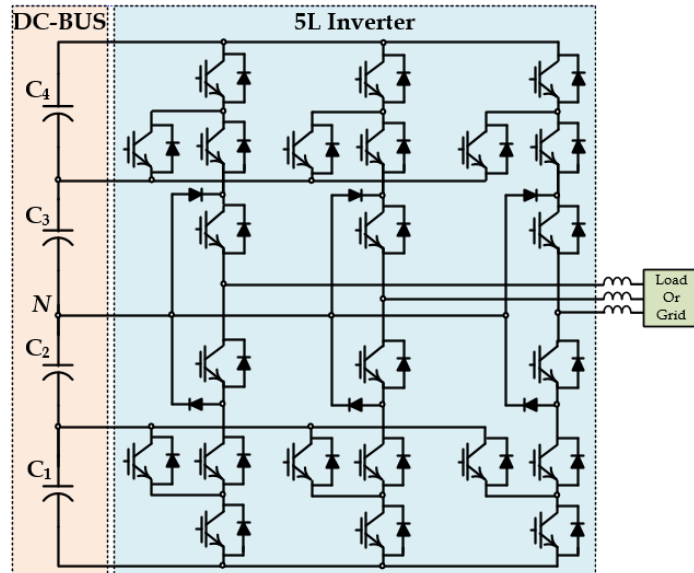 DC-BUS
5L Inverter
C4
C3
N
C2
C1
Load
Or
Grid